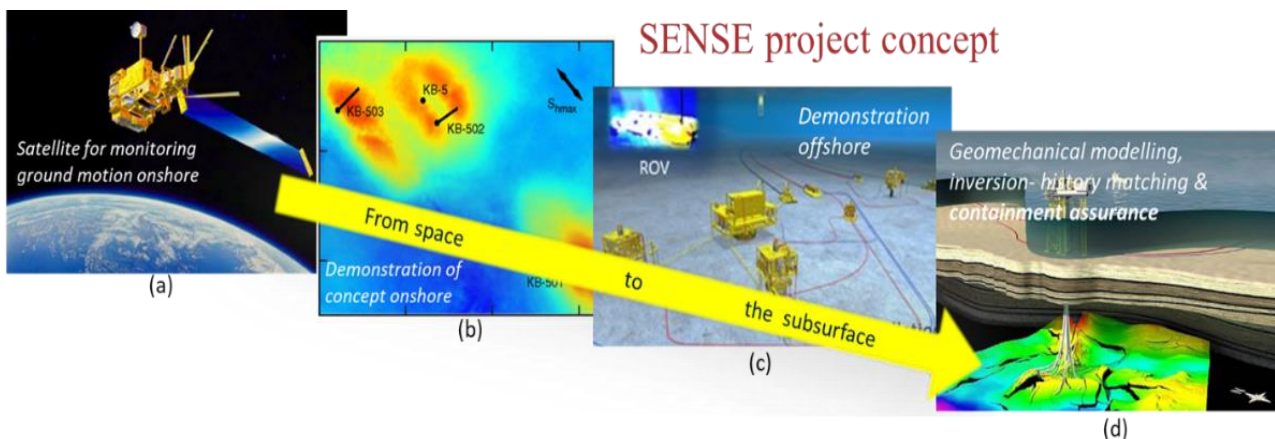 SENSE project concept
Satellite for monitoring
ground motion onshore
(a)
KB-503
KB-5
KB-502
Shmax
KB-501
Demonstration of
concept onshore
(b)
ROV
Demonstration
offshore
(c)
Geomechanical modelling,
inversion- history matching &
containment assurance
(d)
From space to the subsurface